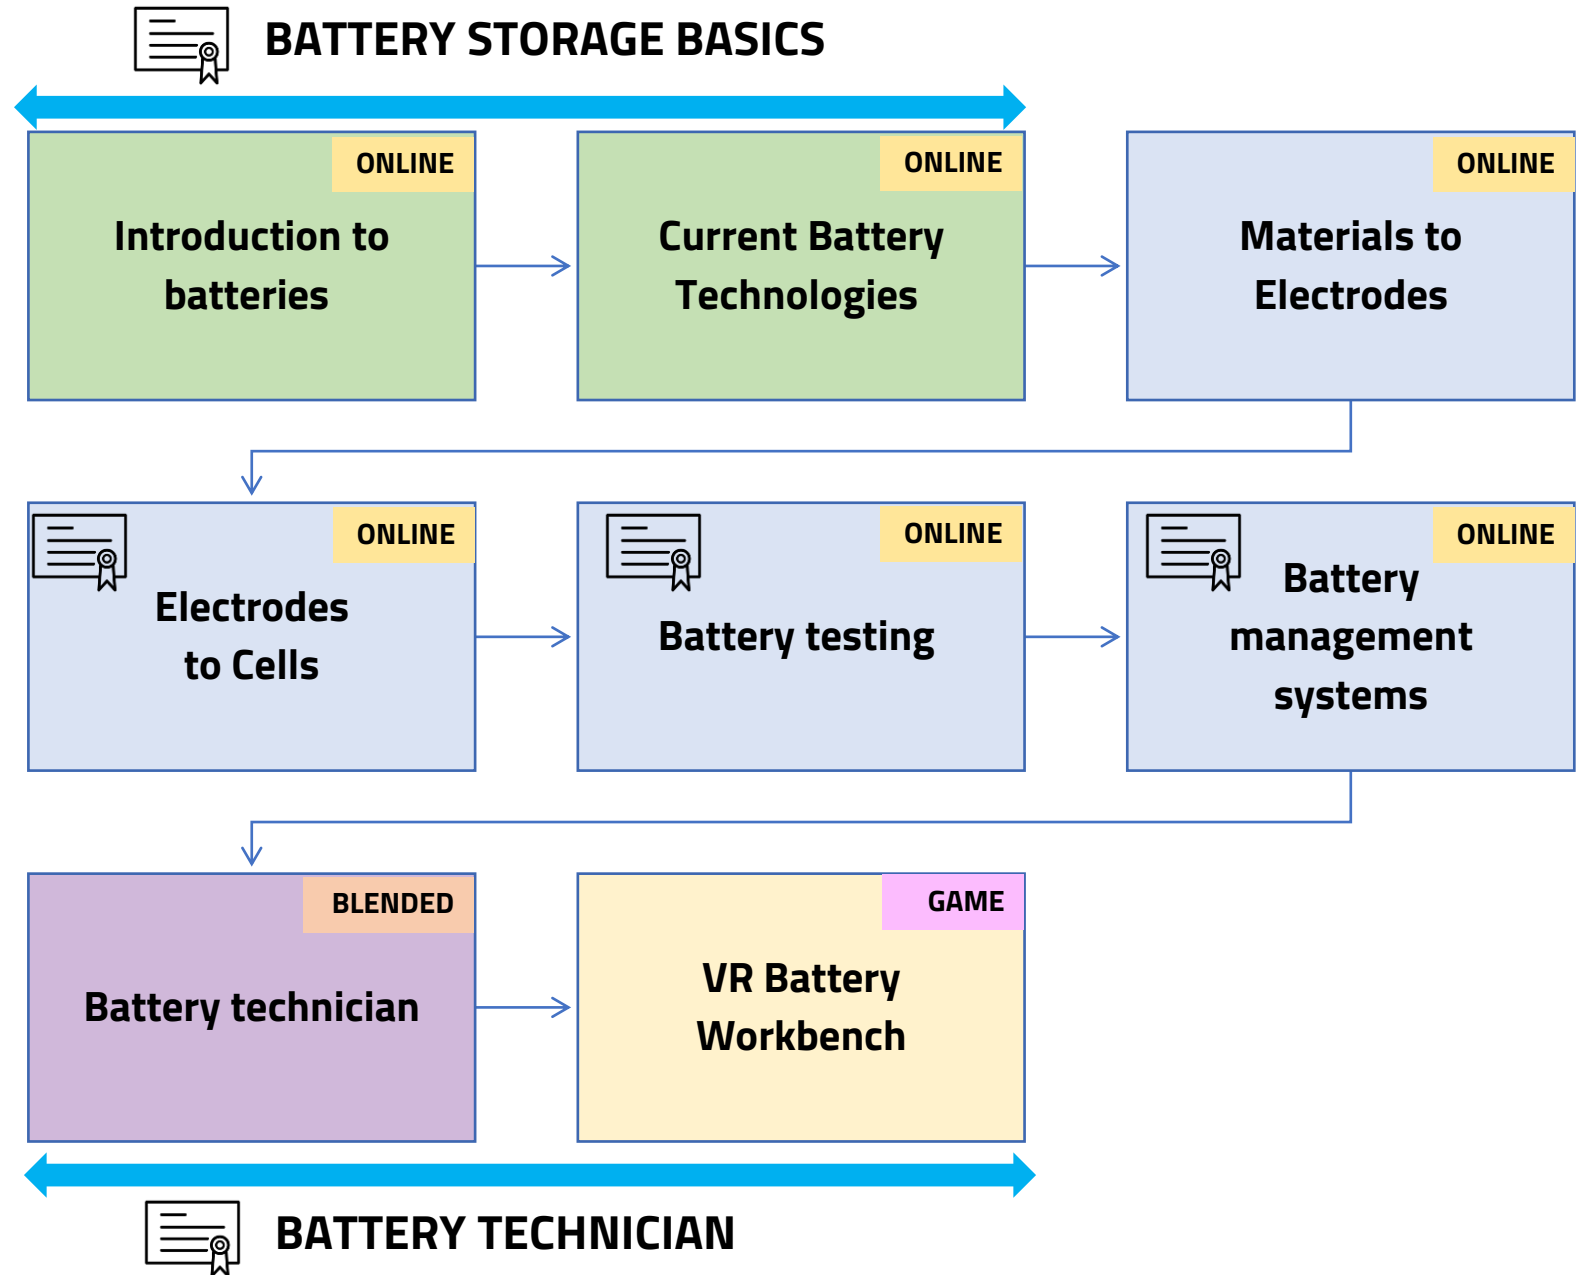 BATTERY STORAGE BASICS
ONLINE
Introduction to
batteries
ONLINE
Current Battery
Technologies
ONLINE
Materials to
Electrodes
ONLINE
Electrodes
to Cells
ONLINE
Battery testing
ONLINE
Battery
management
systems
BLENDED
Battery technician
GAME
VR Battery
Workbench
BATTERY TECHNICIAN